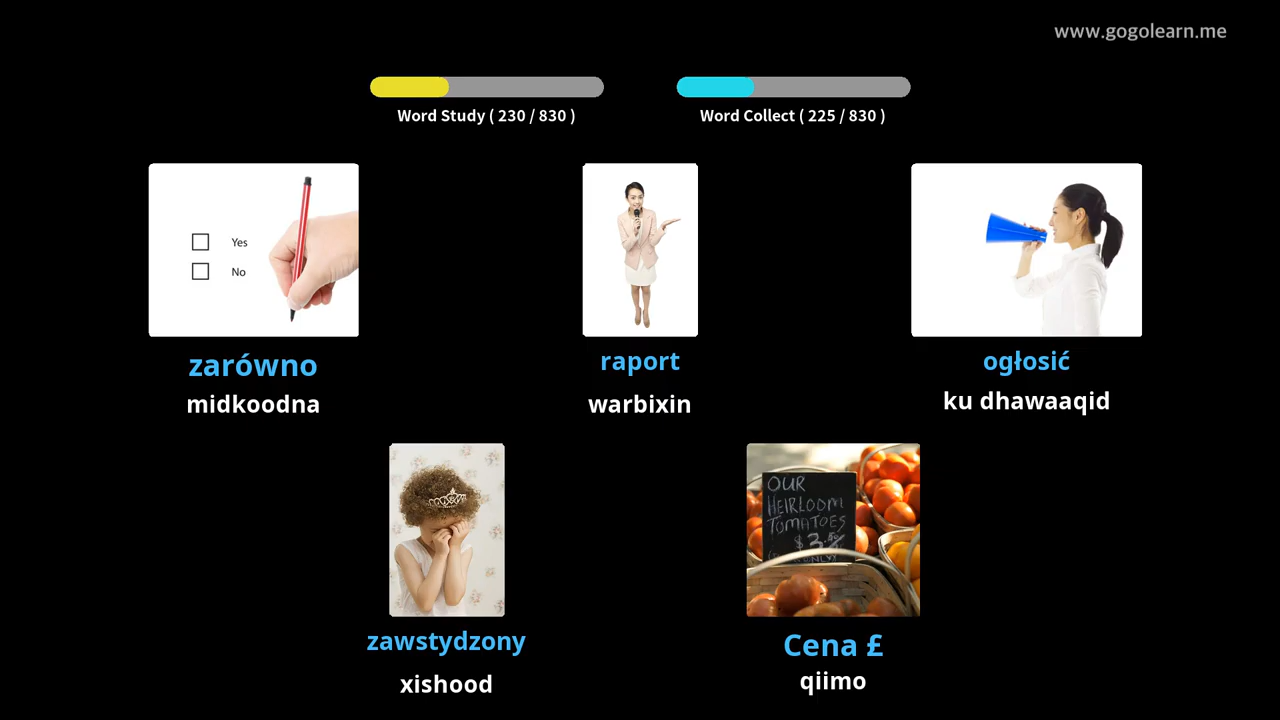 www.gogolearn.me
Word Study ( 230 / 830 )
Word Collect ( 225 / 830 )
Yes
No
zarówno
midkoodna
raport
warbixin
ogłosić
ku dhawaaqid
OUR
HEIRLOOM
TOMATOES
zawstydzony
xishood
Cena £
qiimo